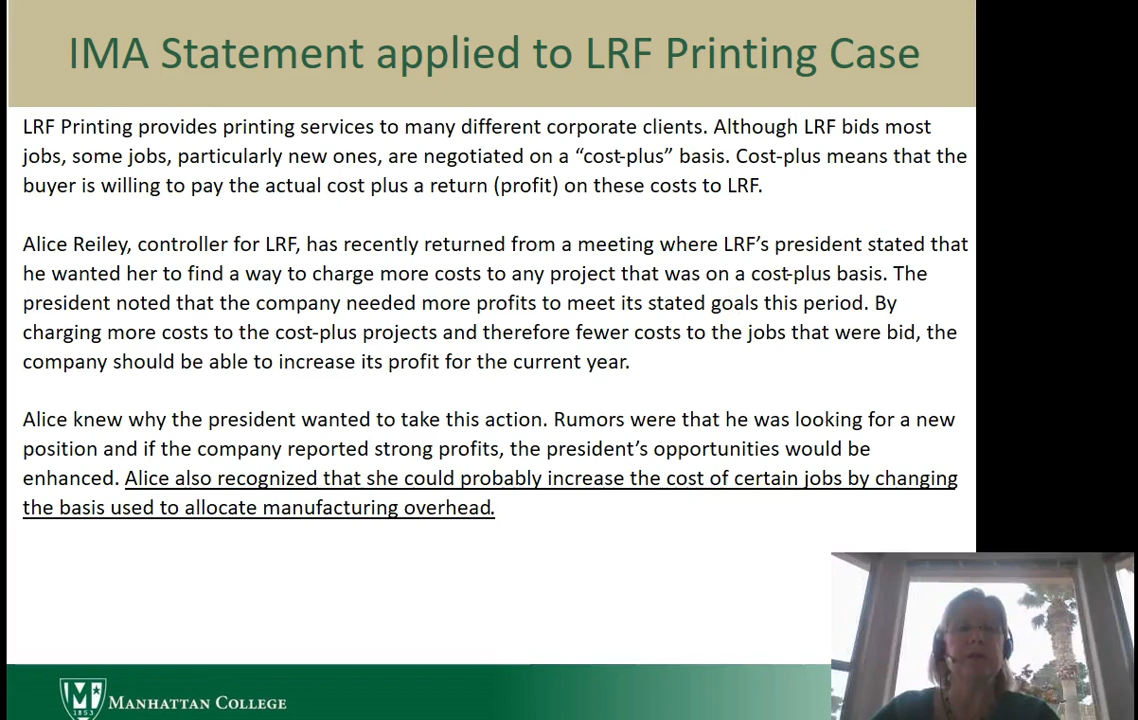 IMA Statement applied to LRF Printing Case
LRF Printing provides printing services to many different corporate clients. Although LRF bids most
jobs, some jobs, particularly new ones, are negotiated on a “cost-plus” basis. Cost-plus means that the
buyer is willing to pay the actual cost plus a return (profit) on these costs to LRF.
Alice Reiley, controller for LRF, has recently returned from a meeting where LRF’s president stated that
he wanted her to find a way to charge more costs to any project that was on a cost-plus basis. The
president noted that the company needed more profits to meet its stated goals this period. By
charging more costs to the cost-plus projects and therefore fewer costs to the jobs that were bid, the
company should be able to increase its profit for the current year.
Alice knew why the president wanted to take this action. Rumors were that he was looking for a new
position and if the company reported strong profits, the president’s opportunities would be
enhanced. Alice also recognized that she could probably increase the cost of certain jobs by changing
the basis used to allocate manufacturing overhead.
1853
MANHATTAN COLLEGE